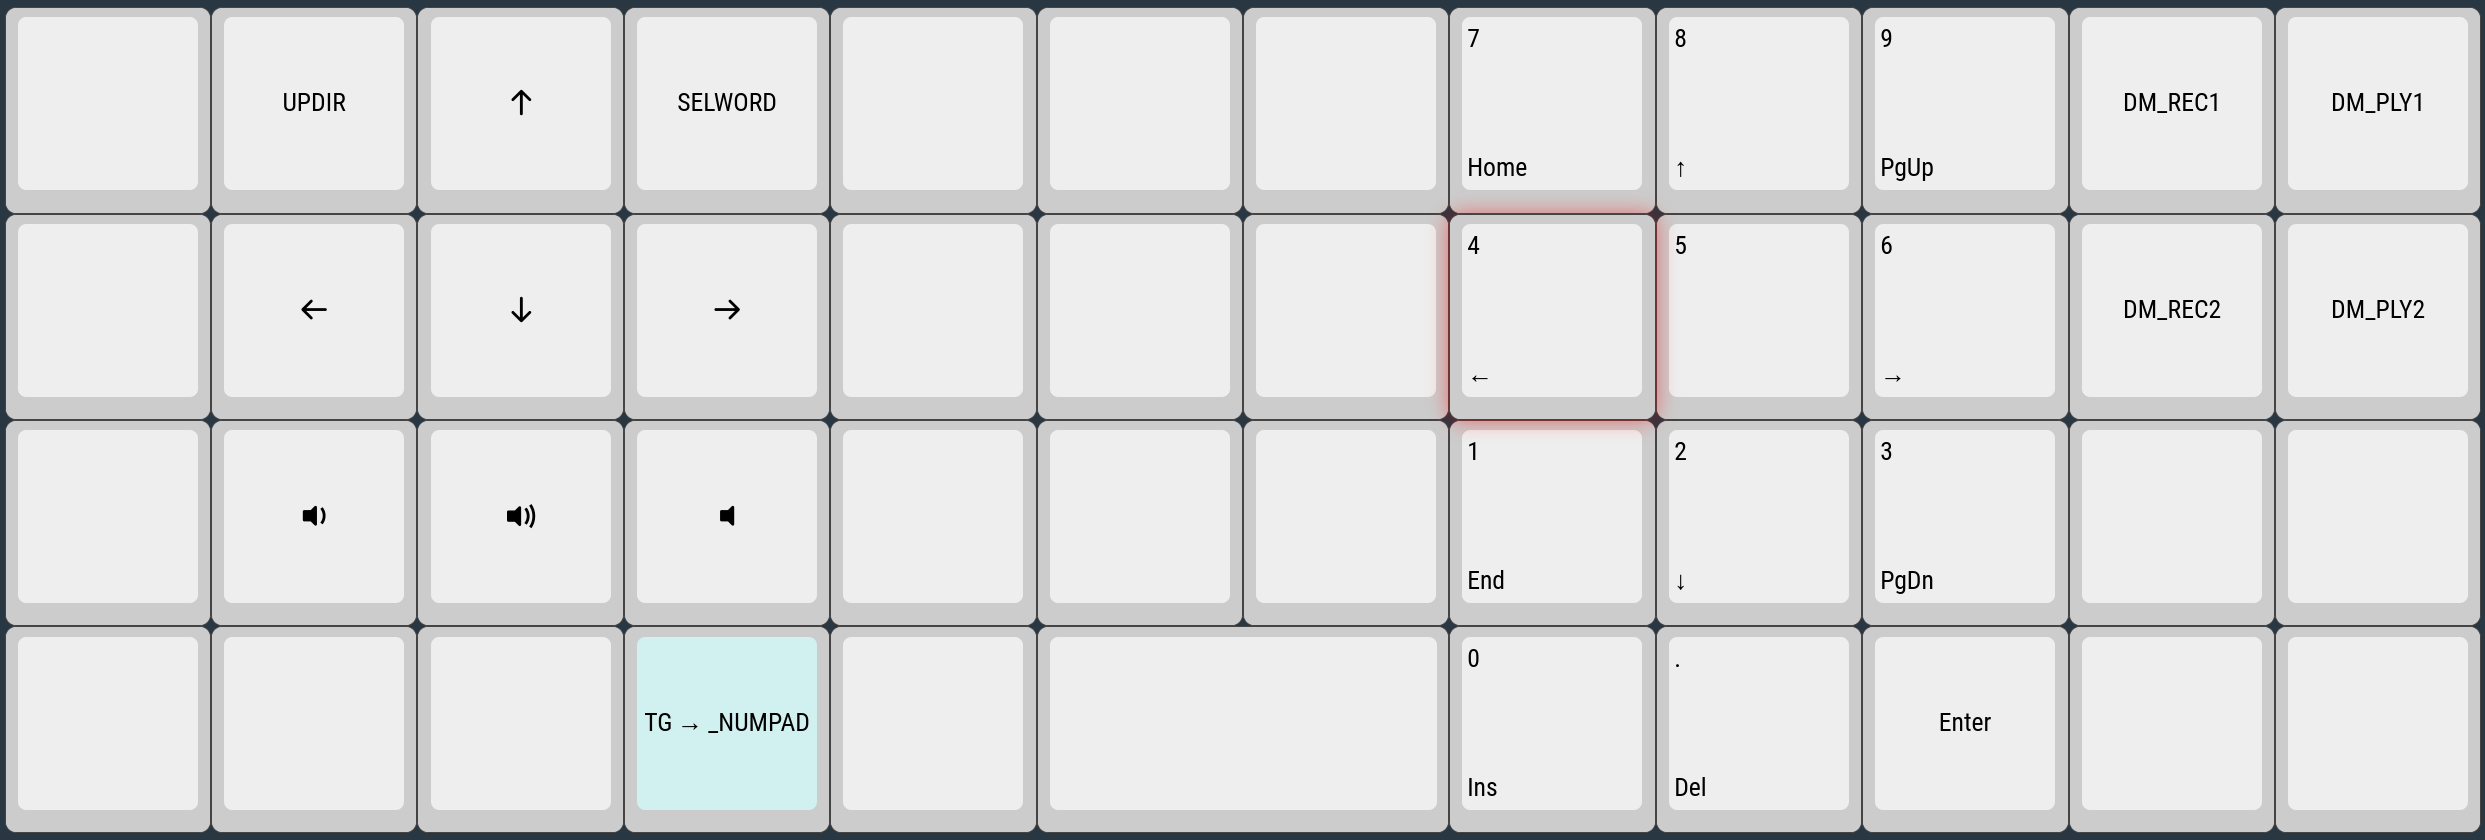 UPDIR
↑
SELWORD
7
Home
8
↑
9
PgUp
DM_REC1
DM_PLY1
←
↓
→
4
←
5
6
→
DM_REC2
DM_PLY2
1
End
2
↓
3
PgDn
TG → _NUMPAD
0
Ins
.
Del
Enter